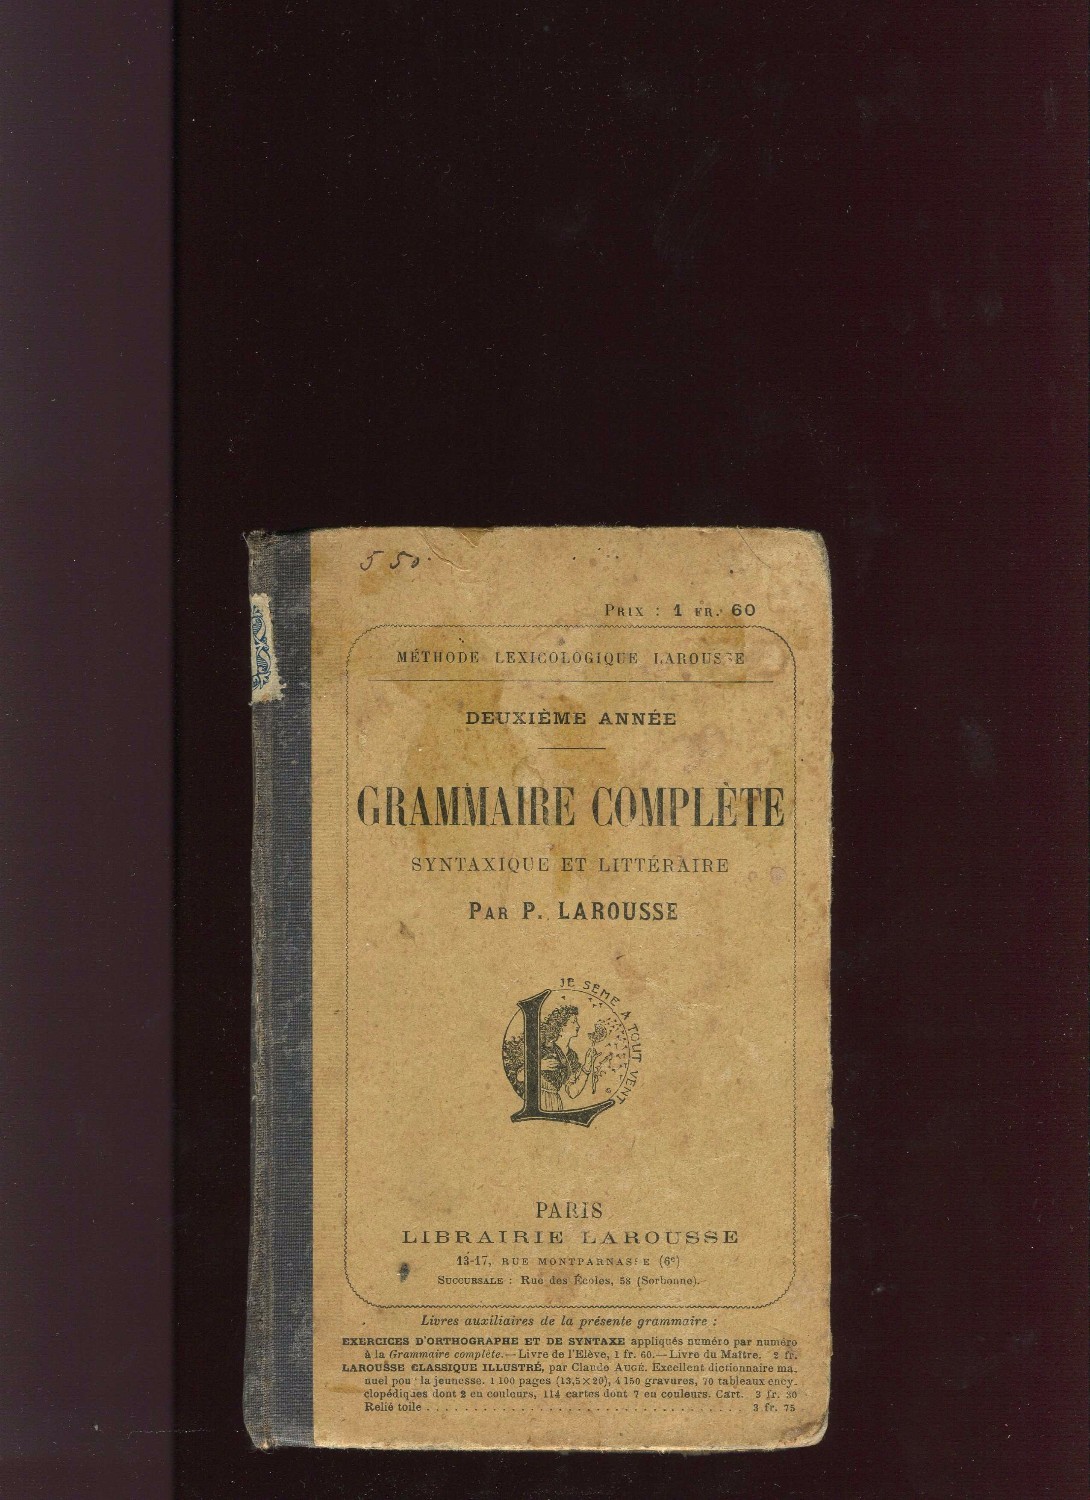 5 50.
PRIX : 1 FR. 60
MÉTHODE LEXICOLOGIQUE LAROUSSE
DEUXIÈME ANNÉE
GRAMMAIRE COMPLÈTE
SYNTAXIQUE ET LITTÉRAIRE
PAR P. LAROUSSE
JE SEME A TOUT VENT
L
PARIS
LIBRAIRIE LAROUSSE
13-17, RUE MONTPARNASSE (6e)
SUCCURSALE : Rue des Écoles, 58 (Sorbonne).
Livres auxiliaires de la présente grammaire :
EXERCICES D'ORTHOGRAPHE ET DE SYNTAXE appliqués numéro par numéro
à la Grammaire complète.—Livre de l'Elève, 1 fr. 60.—Livre du Maître. 2 fr.
LAROUSSE CLASSIQUE ILLUSTRÉ, par Claude AUGÉ. Excellent dictionnaire ma-
nuel pour la jeunesse. 1 100 pages (13,5×20), 4 150 gravures, 70 tableaux ency-
clopédiques dont 2 en couleurs, 114 cartes dont 7 en couleurs. Cart. 3 fr. 30
Relié toile . . . . . . . . . . . . . . . . . . . . . . . . . . . . . . . 3 fr. 75